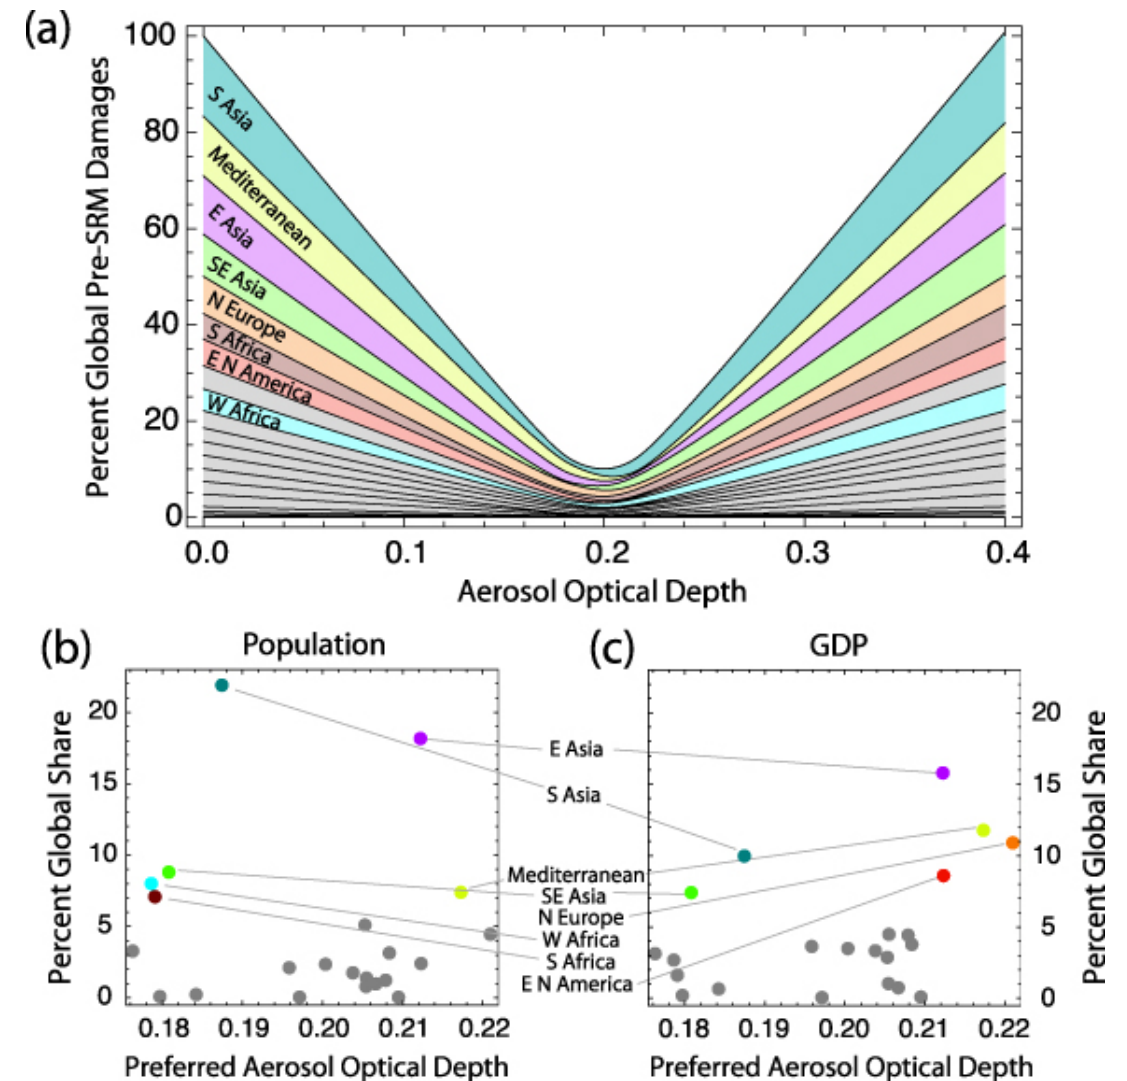 (a)
Percent Global Pre-SRM Damages
100
80
60
40
20
0
S Asia
Mediterranean
E Asia
SE Asia
N Europe
S Africa
E N America
W Africa
0.0 0.1 0.2 0.3 0.4
Aerosol Optical Depth
(b) Population
Percent Global Share
20
15
10
5
0
0.18 0.19 0.20 0.21 0.22
Preferred Aerosol Optical Depth
E Asia
S Asia
Mediterranean
SE Asia
N Europe
W Africa
S Africa
E N America
(c) GDP
20
15
10
5
0
Percent Global Share
0.18 0.19 0.20 0.21 0.22
Preferred Aerosol Optical Depth